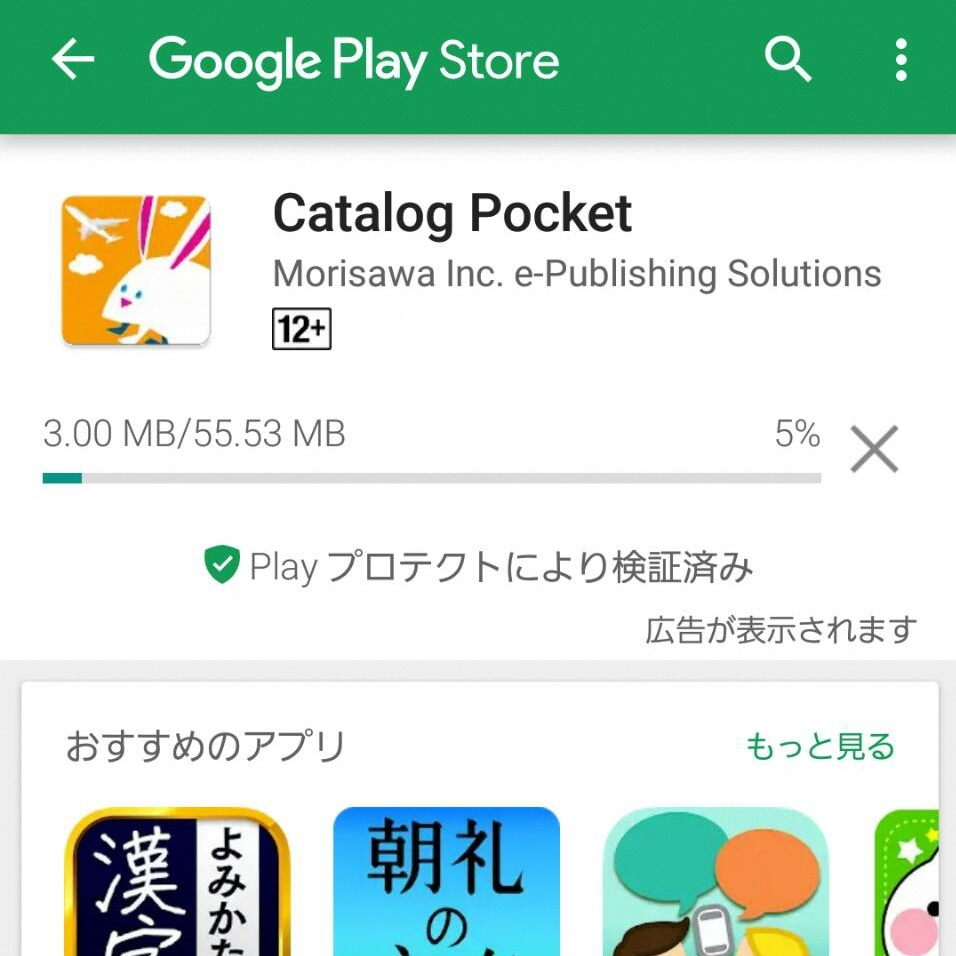 Google Play Store
Catalog Pocket
Morisawa Inc. e-Publishing Solutions
12+
3.00 MB/55.53 MB
5%
Play プロテクトにより検証済み
広告が表示されます
おすすめのアプリ
もっと見る
漢字
よみかた
朝礼
の